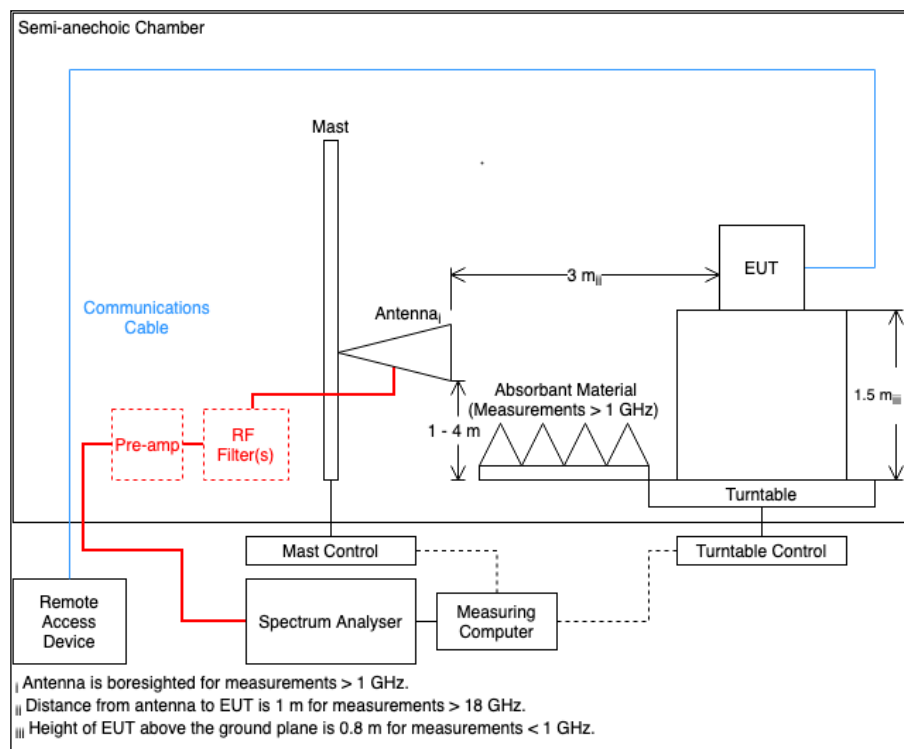 Semi-anechoic Chamber
Mast
EUT
3 m ii
Communications
Cable
Antenna i
Absorbant Material
(Measurements > 1 GHz)
1.5 m iii
1 - 4 m
Pre-amp
RF
Filter(s)
Turntable
Mast Control
Turntable Control
Remote
Access
Device
Spectrum Analyser
Measuring
Computer
i Antenna is boresighted for measurements > 1 GHz.
ii Distance from antenna to EUT is 1 m for measurements > 18 GHz.
iii Height of EUT above the ground plane is 0.8 m for measurements < 1 GHz.